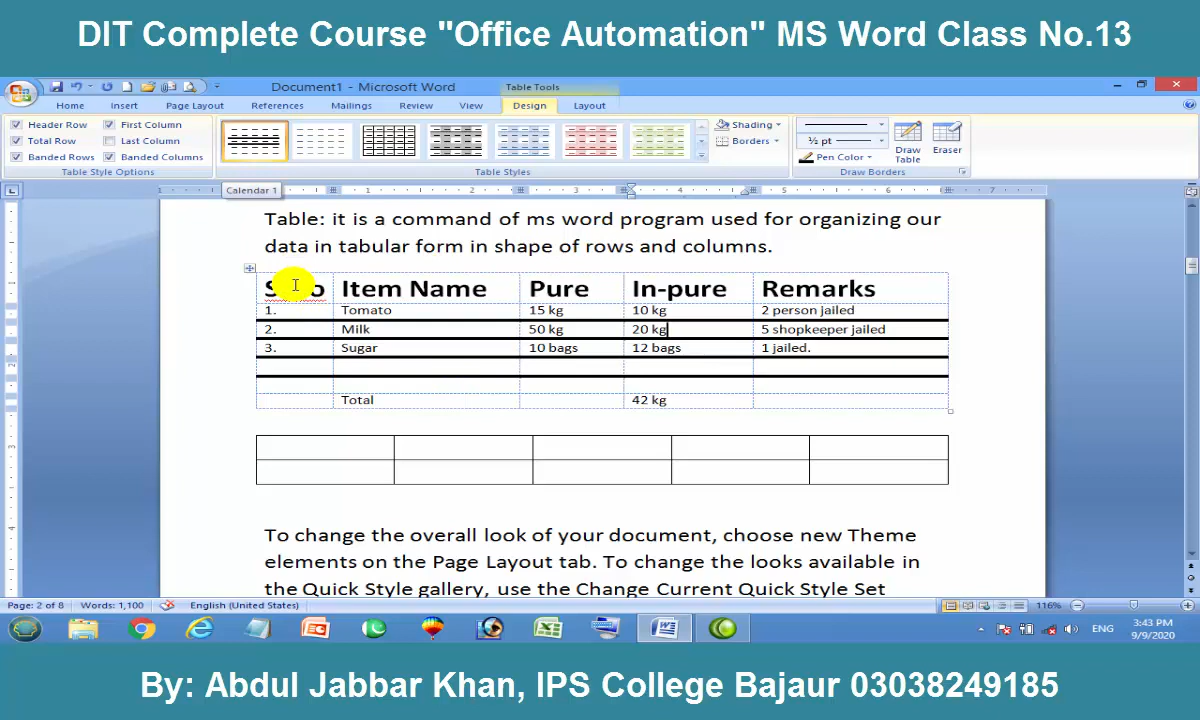 DIT Complete Course "Office Automation" MS Word Class No.13
Document1 - Microsoft Word
Table Tools
Home Insert Page Layout References Mailings Review View Design Layout
Header Row First Column
Total Row Last Column
Banded Rows Banded Columns
Table Style Options
Table Styles
Shading
Borders
½ pt
Pen Color
Draw Table
Eraser
Draw Borders
Calendar 1
1 1 2 3 4 5 6 7
Table: it is a command of ms word program used for organizing our
data in tabular form in shape of rows and columns.
Item Name Pure In-pure Remarks
1. Tomato 15 kg 10 kg 2 person jailed
2. Milk 50 kg 20 kg 5 shopkeeper jailed
3. Sugar 10 bags 12 bags 1 jailed.
Total 42 kg
To change the overall look of your document, choose new Theme
elements on the Page Layout tab. To change the looks available in
the Quick Style gallery, use the Change Current Quick Style Set
Page: 2 of 8 Words: 1,100 English (United States) 116%
ENG
3:43 PM
9/9/2020
By: Abdul Jabbar Khan, IPS College Bajaur 03038249185